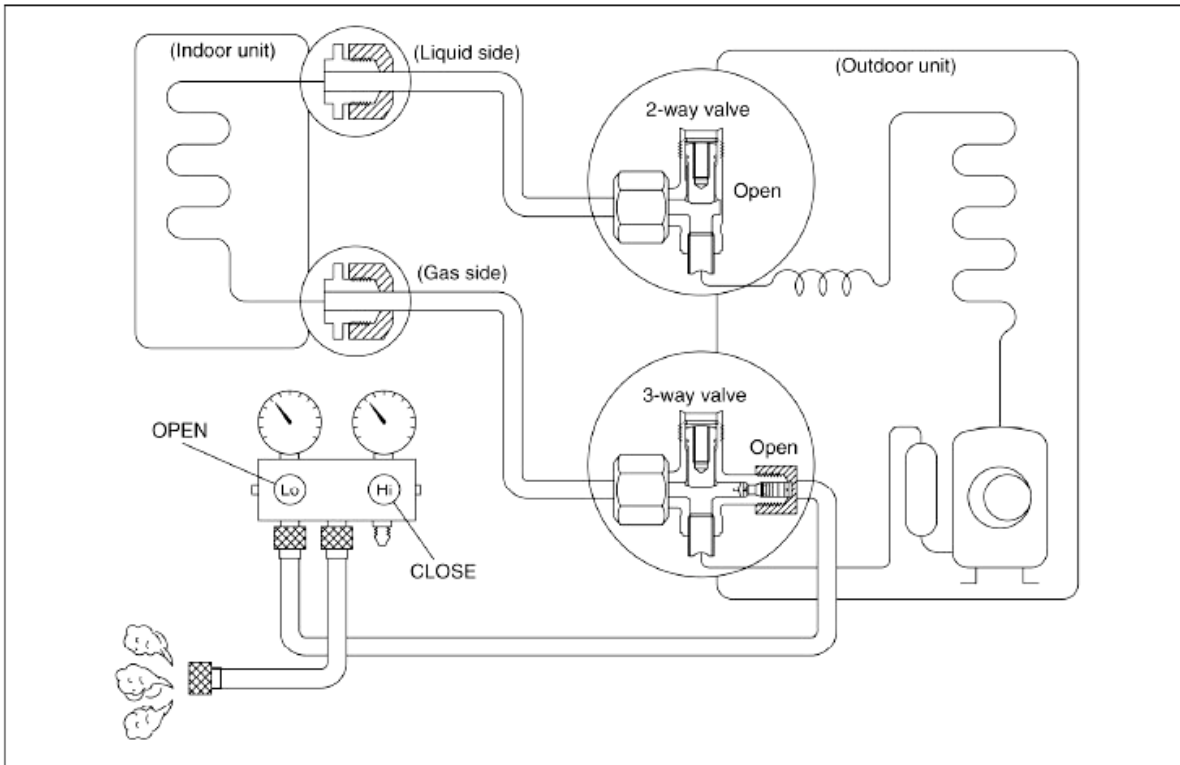 (Indoor unit)
(Liquid side)
(Outdoor unit)
2-way valve
Open
(Gas side)
3-way valve
Open
OPEN
Lo
Hi
CLOSE